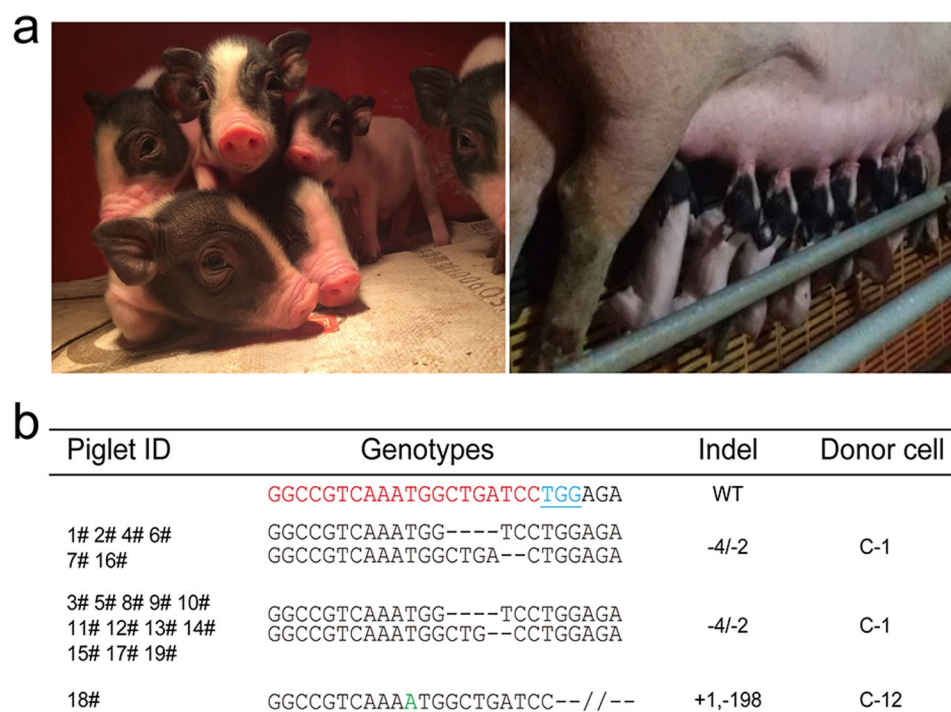 a
b
Piglet ID Genotypes Indel Donor cell
GGCCGTCAAATGGCTGATCCTGGAGA WT
1# 2# 4# 6#
7# 16#
GGCCGTCAAATGG----TCCTGGAGA
GGCCGTCAAATGGCTGA--CTGGAGA
-4/-2 C-1
3# 5# 8# 9# 10#
11# 12# 13# 14#
15# 17# 19#
GGCCGTCAAATGG----TCCTGGAGA
GGCCGTCAAATGGCTG--CCTGGAGA
-4/-2 C-1
18# GGCCGTCAAAATGGCTGATCC--//-- +1,-198 C-12